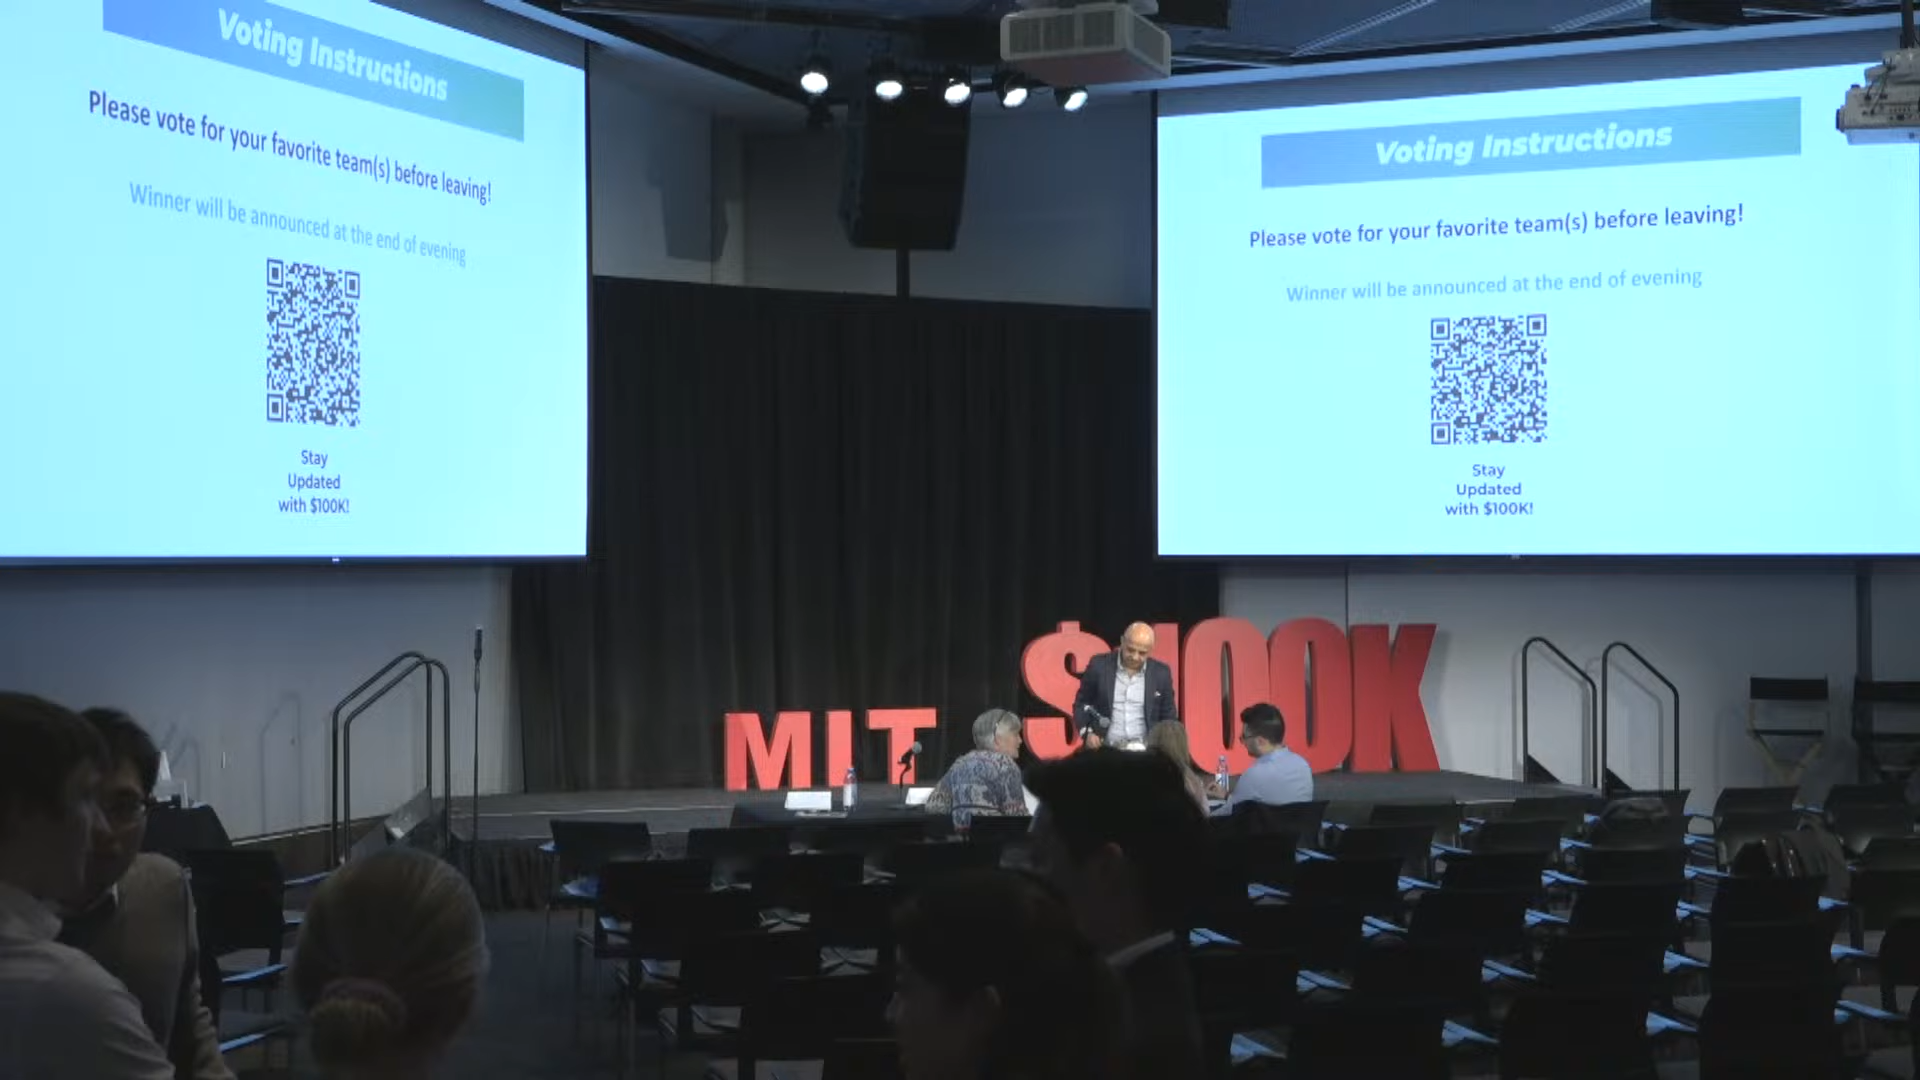 Voting Instructions
Please vote for your favorite team(s) before leaving!
Winner will be announced at the end of evening
Stay
Updated
with $100K!
Voting Instructions
Please vote for your favorite team(s) before leaving!
Winner will be announced at the end of evening
Stay
Updated
with $100K!
MIT $100K